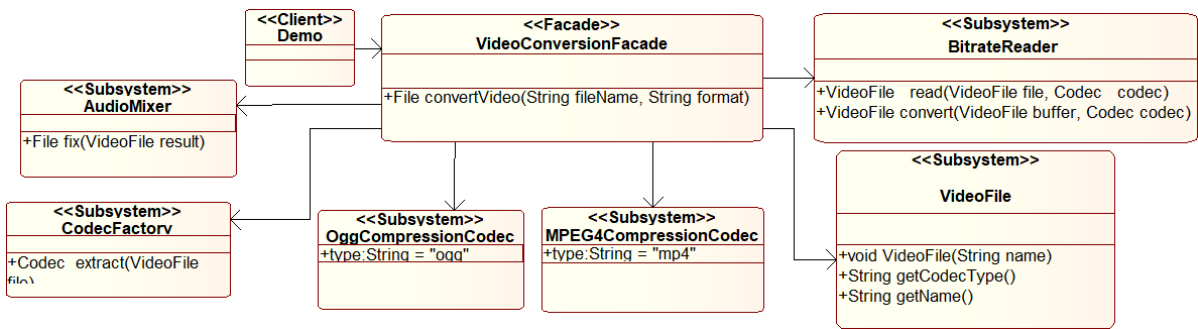 <<Client>>
Demo
<<Facade>>
VideoConversionFacade
+File convertVideo(String fileName, String format)
<<Subsystem>>
BitrateReader
+VideoFile read(VideoFile file, Codec codec)
+VideoFile convert(VideoFile buffer, Codec codec)
<<Subsystem>>
AudioMixer
+File fix(VideoFile result)
<<Subsystem>>
VideoFile
+void VideoFile(String name)
+String getCodecType()
+String getName()
<<Subsystem>>
CodecFactory
+Codec extract(VideoFile
file)
<<Subsystem>>
OggCompressionCodec
+type:String = "ogg"
<<Subsystem>>
MPEG4CompressionCodec
+type:String = "mp4"